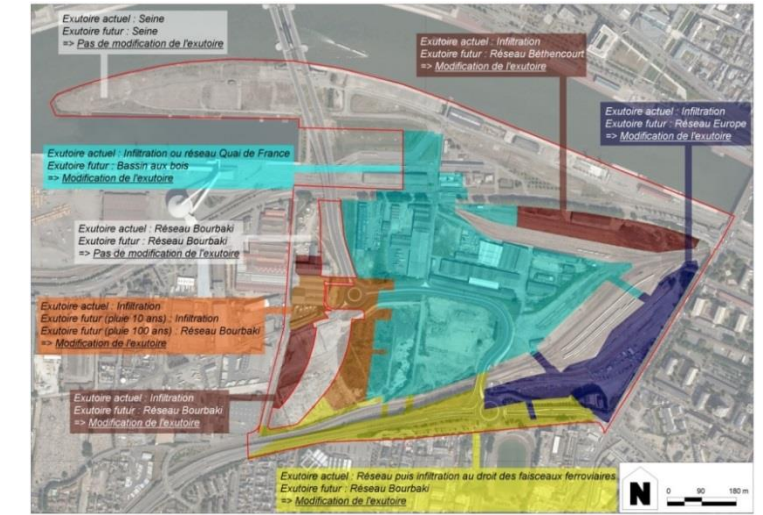 Exutoire actuel : Seine
Exutoire futur : Seine
=> Pas de modification de l'exutoire
Exutoire actuel : Infiltration
Exutoire futur : Réseau Béthencourt
=> Modification de l'exutoire
Exutoire actuel : Infiltration
Exutoire futur : Réseau Europe
=> Modification de l'exutoire
Exutoire actuel : Infiltration ou réseau Quai de France
Exutoire futur : Bassin aux bois
=> Modification de l'exutoire
Exutoire actuel : Réseau Bourbaki
Exutoire futur : Réseau Bourbaki
=> Pas de modification de l'exutoire
Exutoire actuel : Infiltration
Exutoire futur (pluie 10 ans) : Infiltration
Exutoire futur (pluie 100 ans) : Réseau Bourbaki
=> Modification de l'exutoire
Exutoire actuel : Infiltration
Exutoire futur : Réseau Bourbaki
=> Modification de l'exutoire
Exutoire actuel : Réseau puis infiltration au droit des faisceaux ferroviaires
Exutoire futur : Réseau Bourbaki
=> Modification de l'exutoire
N
0 90 180 m